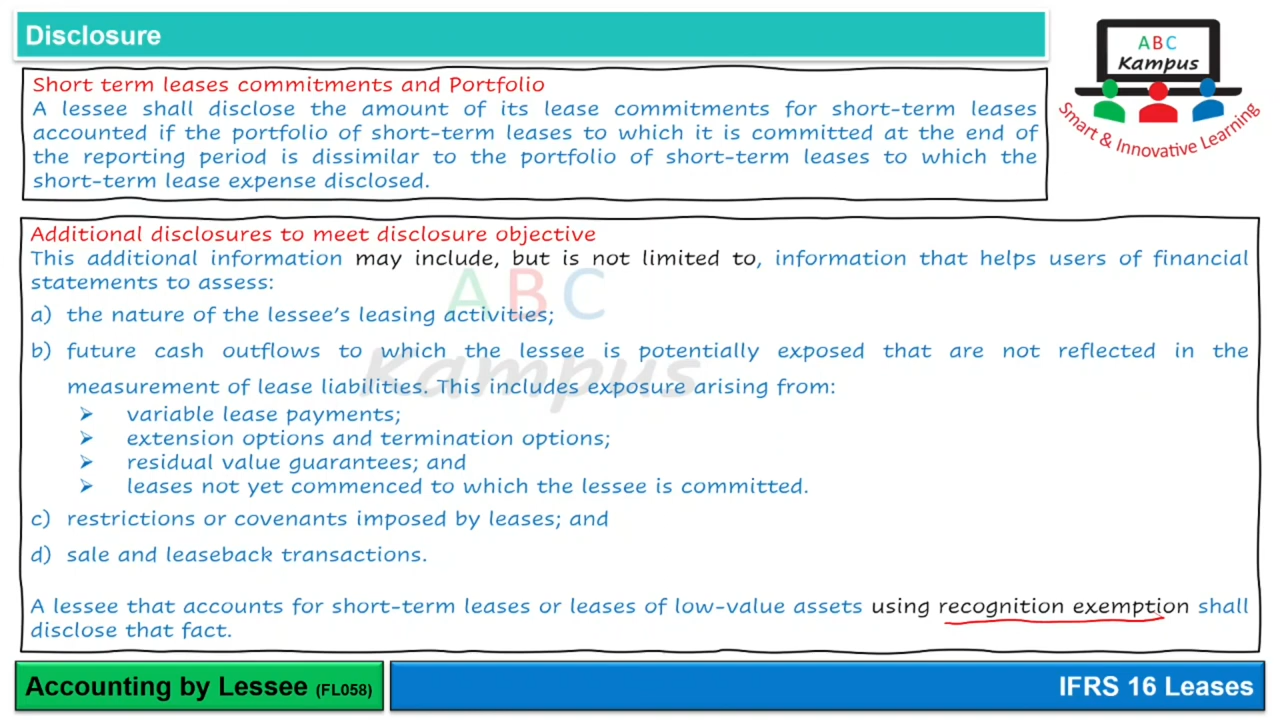 Disclosure
ABC
Kampus
Smart & Innovative Learning
Short term leases commitments and Portfolio
A lessee shall disclose the amount of its lease commitments for short-term leases
accounted if the portfolio of short-term leases to which it is committed at the end of
the reporting period is dissimilar to the portfolio of short-term leases to which the
short-term lease expense disclosed.
Additional disclosures to meet disclosure objective
This additional information may include, but is not limited to, information that helps users of financial
statements to assess:
a) the nature of the lessee's leasing activities;
b) future cash outflows to which the lessee is potentially exposed that are not reflected in the
measurement of lease liabilities. This includes exposure arising from:
➢ variable lease payments;
➢ extension options and termination options;
➢ residual value guarantees; and
➢ leases not yet commenced to which the lessee is committed.
c) restrictions or covenants imposed by leases; and
d) sale and leaseback transactions.
A lessee that accounts for short-term leases or leases of low-value assets using recognition exemption shall
disclose that fact.
ABC
Kampus
Accounting by Lessee (FL058)
IFRS 16 Leases